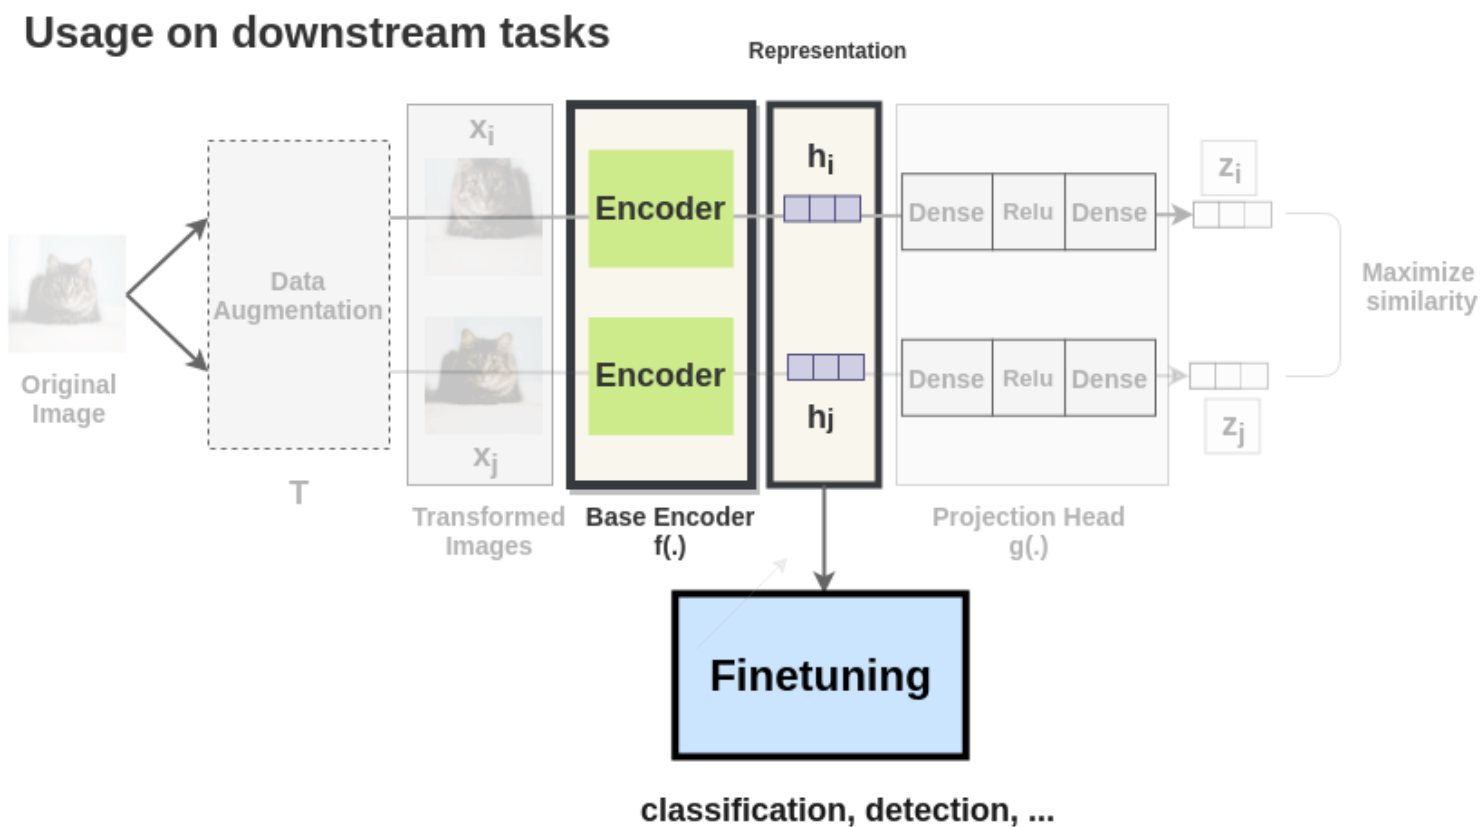 Usage on downstream tasks
Representation
xi
hi
zi
Encoder
Dense Relu Dense
Data
Augmentation
Maximize
similarity
Original
Image
Encoder
Dense Relu Dense
hj
zj
xj
T
Transformed
Images
Base Encoder
f(.)
Projection Head
g(.)
Finetuning
classification, detection, ...